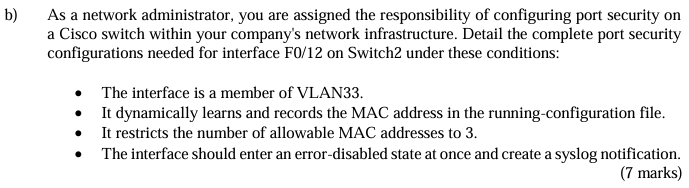 b) As a network administrator, you are assigned the responsibility of configuring port security on
a Cisco switch within your company's network infrastructure. Detail the complete port security
configurations needed for interface F0/12 on Switch2 under these conditions:
• The interface is a member of VLAN33.
• It dynamically learns and records the MAC address in the running-configuration file.
• It restricts the number of allowable MAC addresses to 3.
• The interface should enter an error-disabled state at once and create a syslog notification.
(7 marks)